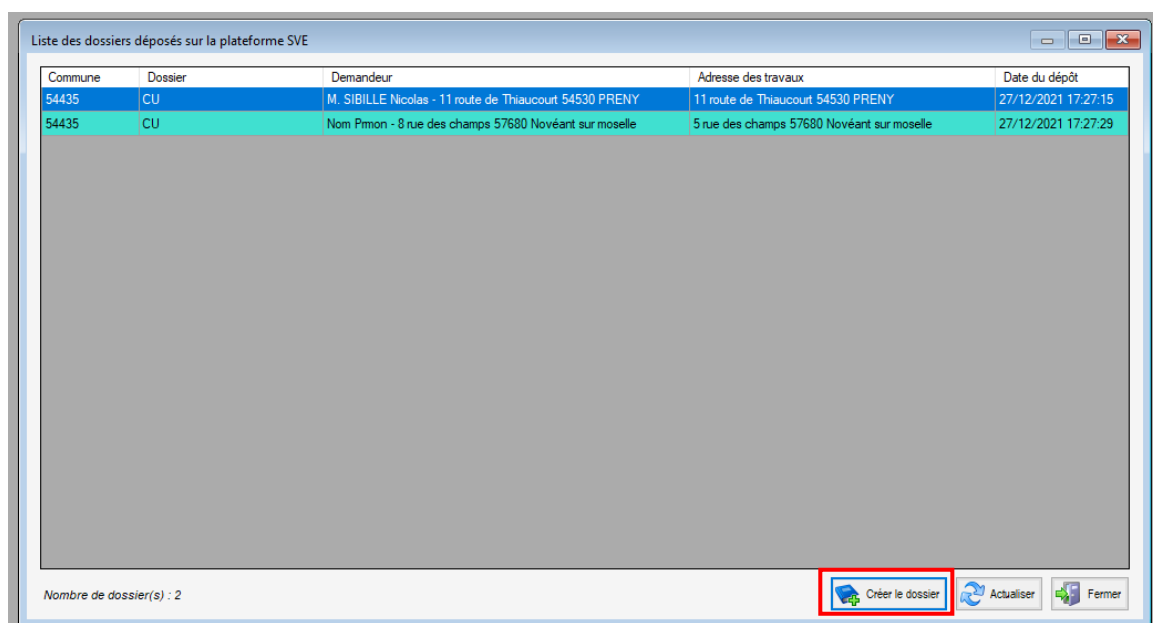 Liste des dossiers déposés sur la plateforme SVE
Commune Dossier Demandeur Adresse des travaux Date du dépôt
54435 CU M. SIBILLE Nicolas - 11 route de Thiaucourt 54530 PRENY 11 route de Thiaucourt 54530 PRENY 27/12/2021 17:27:15
54435 CU Nom Prnon - 8 rue des champs 57680 Novéant sur moselle 5 rue des champs 57680 Novéant sur moselle 27/12/2021 17:27:29
Nombre de dossier(s) : 2 Créer le dossier Actualiser Fermer